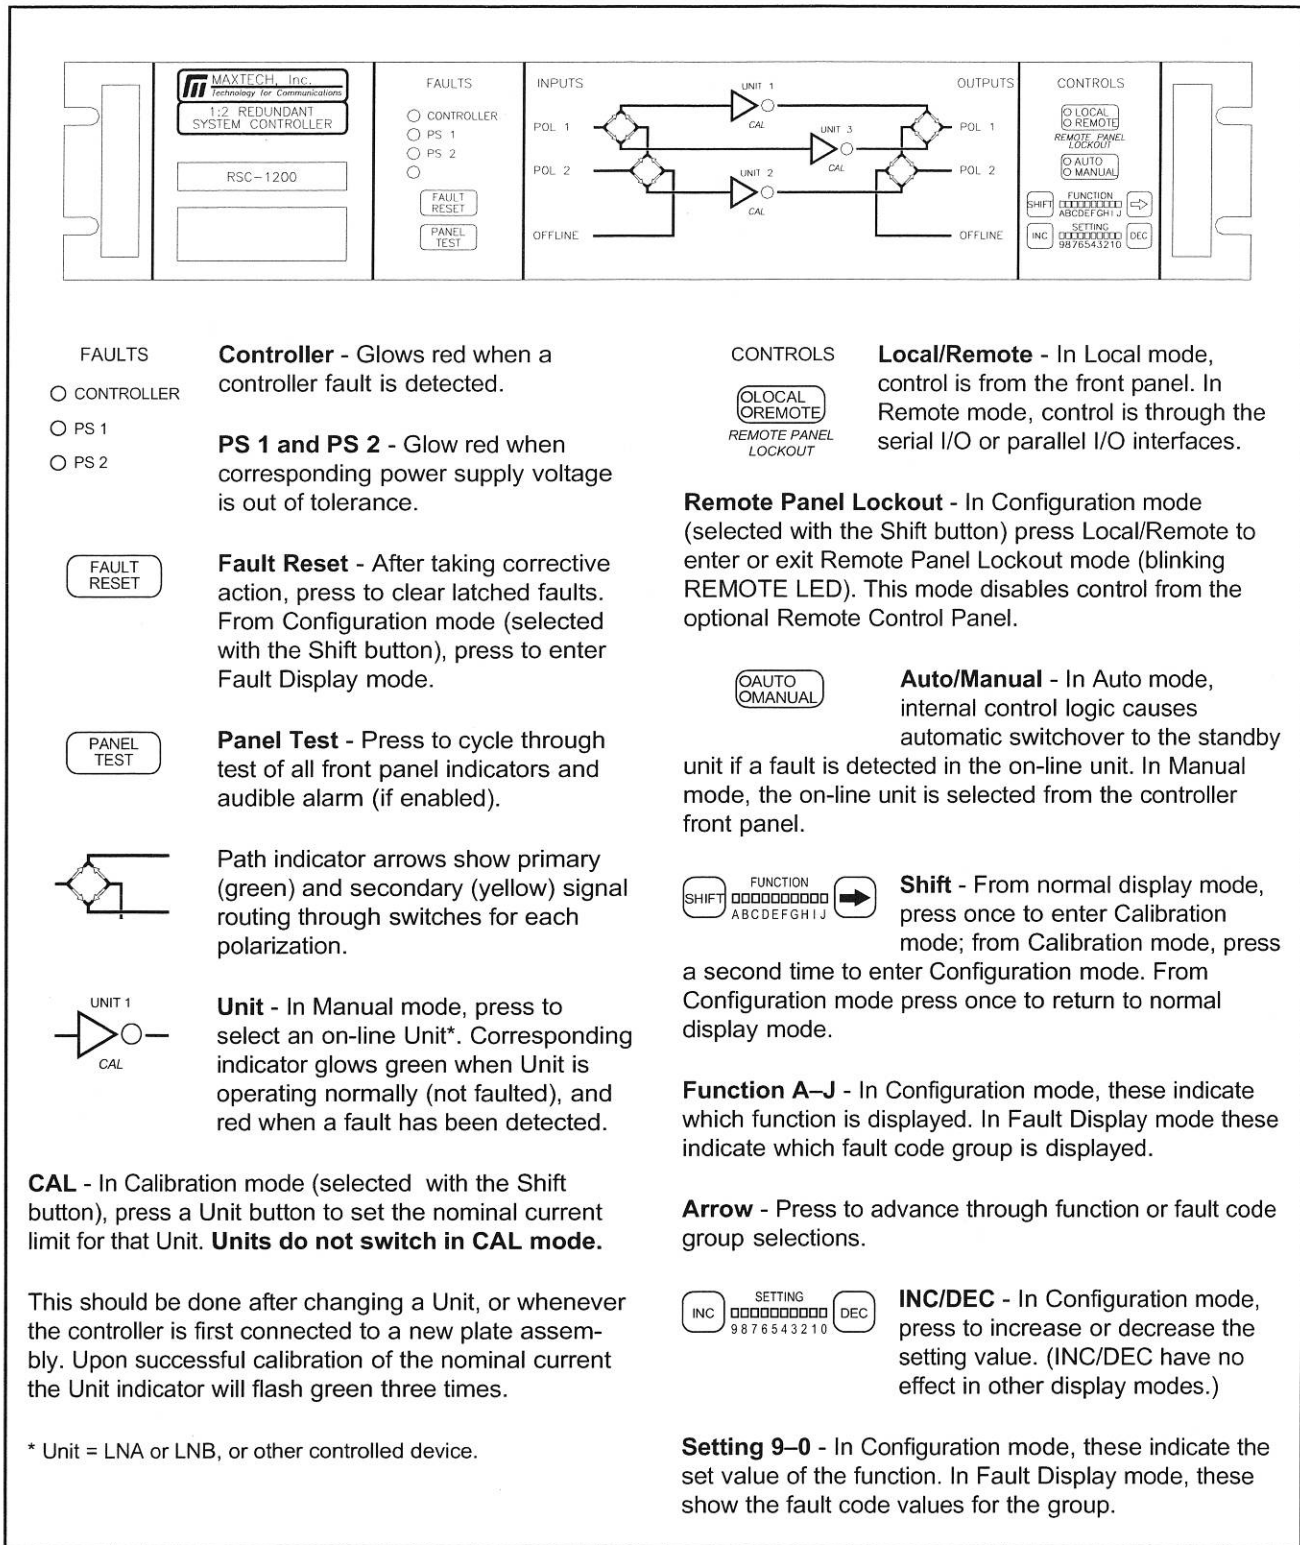 MAXTECH, Inc.
Technology for Communications
1:2 REDUNDANT
SYSTEM CONTROLLER
RSC-1200
FAULTS
CONTROLLER
PS 1
PS 2
FAULT
RESET
PANEL
TEST
INPUTS
POL 1
POL 2
OFFLINE
UNIT 1
CAL
UNIT 3
CAL
UNIT 2
CAL
OUTPUTS
POL 1
POL 2
OFFLINE
CONTROLS
LOCAL
REMOTE
REMOTE PANEL
LOCKOUT
AUTO
MANUAL
SHIFT
FUNCTION
ABCDEFGHIJ
INC
SETTING
9876543210
DEC
FAULTS
CONTROLLER
PS 1
PS 2
Controller - Glows red when a
controller fault is detected.
PS 1 and PS 2 - Glow red when
corresponding power supply voltage
is out of tolerance.
FAULT
RESET
Fault Reset - After taking corrective
action, press to clear latched faults.
From Configuration mode (selected
with the Shift button), press to enter
Fault Display mode.
PANEL
TEST
Panel Test - Press to cycle through
test of all front panel indicators and
audible alarm (if enabled).
Path indicator arrows show primary
(green) and secondary (yellow) signal
routing through switches for each
polarization.
UNIT 1
CAL
Unit - In Manual mode, press to
select an on-line Unit*. Corresponding
indicator glows green when Unit is
operating normally (not faulted), and
red when a fault has been detected.
CAL - In Calibration mode (selected with the Shift
button), press a Unit button to set the nominal current
limit for that Unit. Units do not switch in CAL mode.
This should be done after changing a Unit, or whenever
the controller is first connected to a new plate assem-
bly. Upon successful calibration of the nominal current
the Unit indicator will flash green three times.
* Unit = LNA or LNB, or other controlled device.
CONTROLS
LOCAL
REMOTE
REMOTE PANEL
LOCKOUT
Local/Remote - In Local mode,
control is from the front panel. In
Remote mode, control is through the
serial I/O or parallel I/O interfaces.
Remote Panel Lockout - In Configuration mode
(selected with the Shift button) press Local/Remote to
enter or exit Remote Panel Lockout mode (blinking
REMOTE LED). This mode disables control from the
optional Remote Control Panel.
AUTO
MANUAL
Auto/Manual - In Auto mode,
internal control logic causes
automatic switchover to the standby
unit if a fault is detected in the on-line unit. In Manual
mode, the on-line unit is selected from the controller
front panel.
SHIFT
FUNCTION
ABCDEFGHIJ
Shift - From normal display mode,
press once to enter Calibration
mode; from Calibration mode, press
a second time to enter Configuration mode. From
Configuration mode press once to return to normal
display mode.
Function A–J - In Configuration mode, these indicate
which function is displayed. In Fault Display mode these
indicate which fault code group is displayed.
Arrow - Press to advance through function or fault code
group selections.
INC
SETTING
9876543210
DEC
INC/DEC - In Configuration mode,
press to increase or decrease the
setting value. (INC/DEC have no
effect in other display modes.)
Setting 9–0 - In Configuration mode, these indicate the
set value of the function. In Fault Display mode, these
show the fault code values for the group.